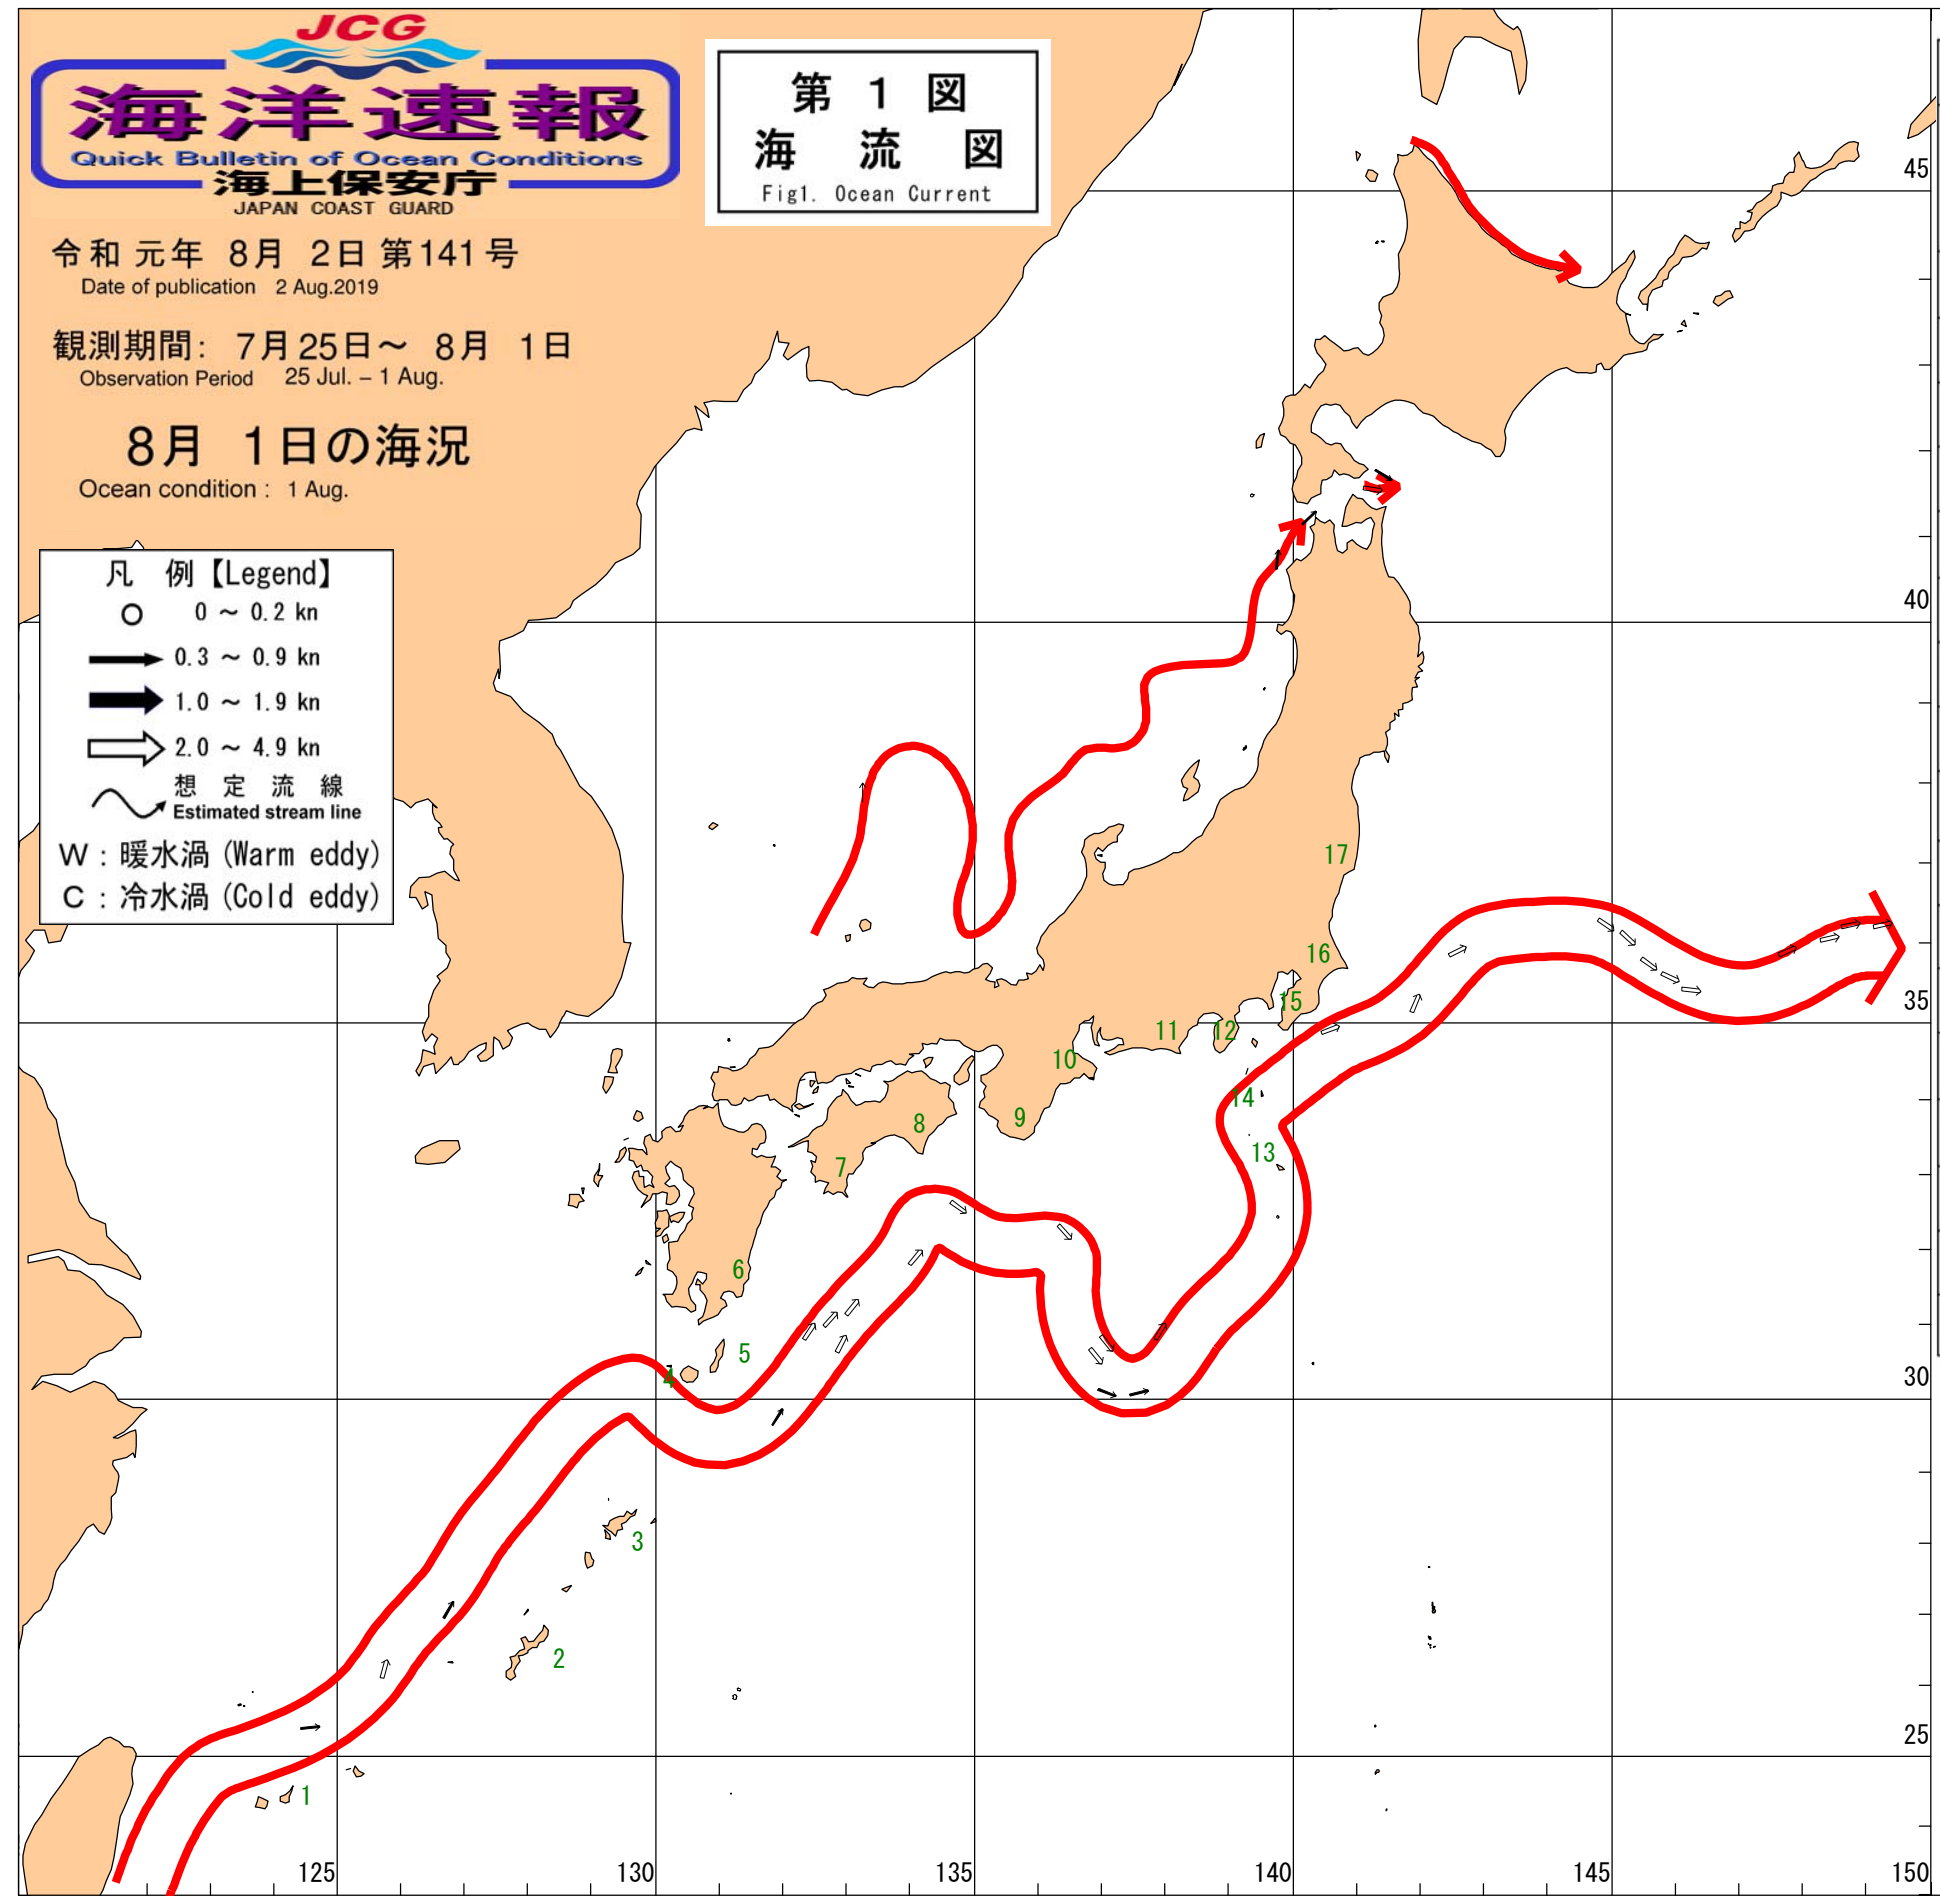 JCG
海洋速報
Quick Bulletin of Ocean Conditions
海上保安庁
JAPAN COAST GUARD
第 1 図
海 流 図
Fig1. Ocean Current
令和 元年 8月 2日 第141号
Date of publication 2 Aug.2019
観測期間: 7月25日～ 8月 1日
Observation Period 25 Jul. – 1 Aug.
8月 1日の海況
Ocean condition : 1 Aug.
凡 例【Legend】
0 ～ 0.2 kn
0.3 ～ 0.9 kn
1.0 ～ 1.9 kn
2.0 ～ 4.9 kn
想 定 流 線
Estimated stream line
W : 暖水渦 (Warm eddy)
C : 冷水渦 (Cold eddy)
45
40
17
16
35
15
12
11
10
14
9
8
13
7
6
5
4
30
3
2
25
1
125
130
135
140
145
150